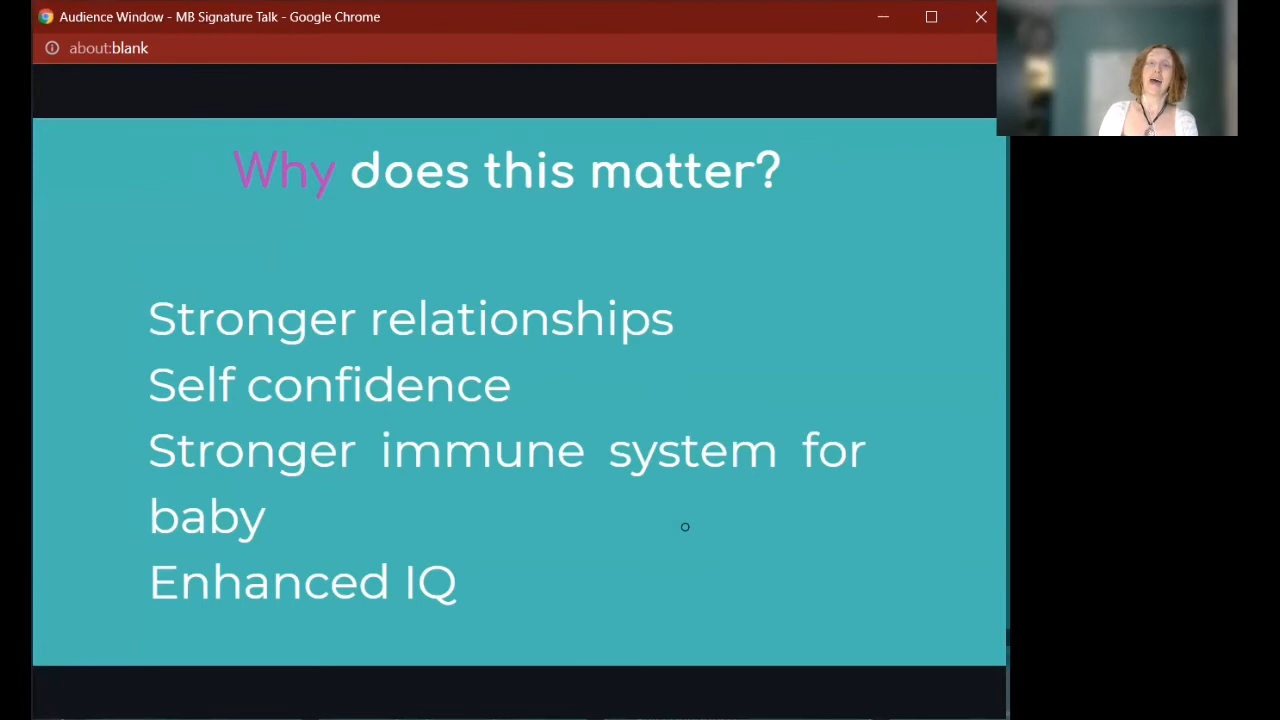 Audience Window - MB Signature Talk - Google Chrome
about:blank
Why does this matter?
Stronger relationships
Self confidence
Stronger immune system for
baby
Enhanced IQ